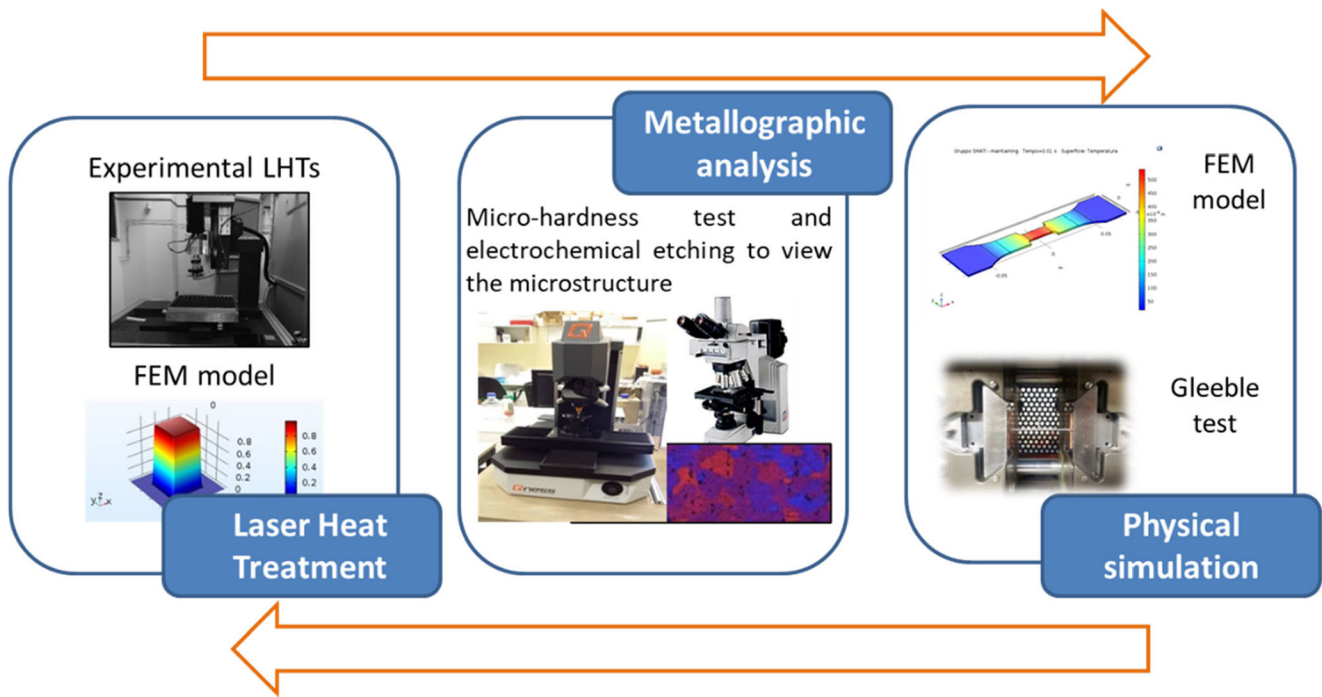 Experimental LHTs
FEM model
0
0.8
0.6
0.4
0.2
0
0.8
0.6
0.4
0.2
y z x
Laser Heat
Treatment
Metallographic
analysis
Micro-hardness test and
electrochemical etching to view
the microstructure
Qness
FEM
model
500
450
400
350
300
250
200
150
100
50
0
0.05
0
-0.05
m
Gleeble
test
Physical
simulation